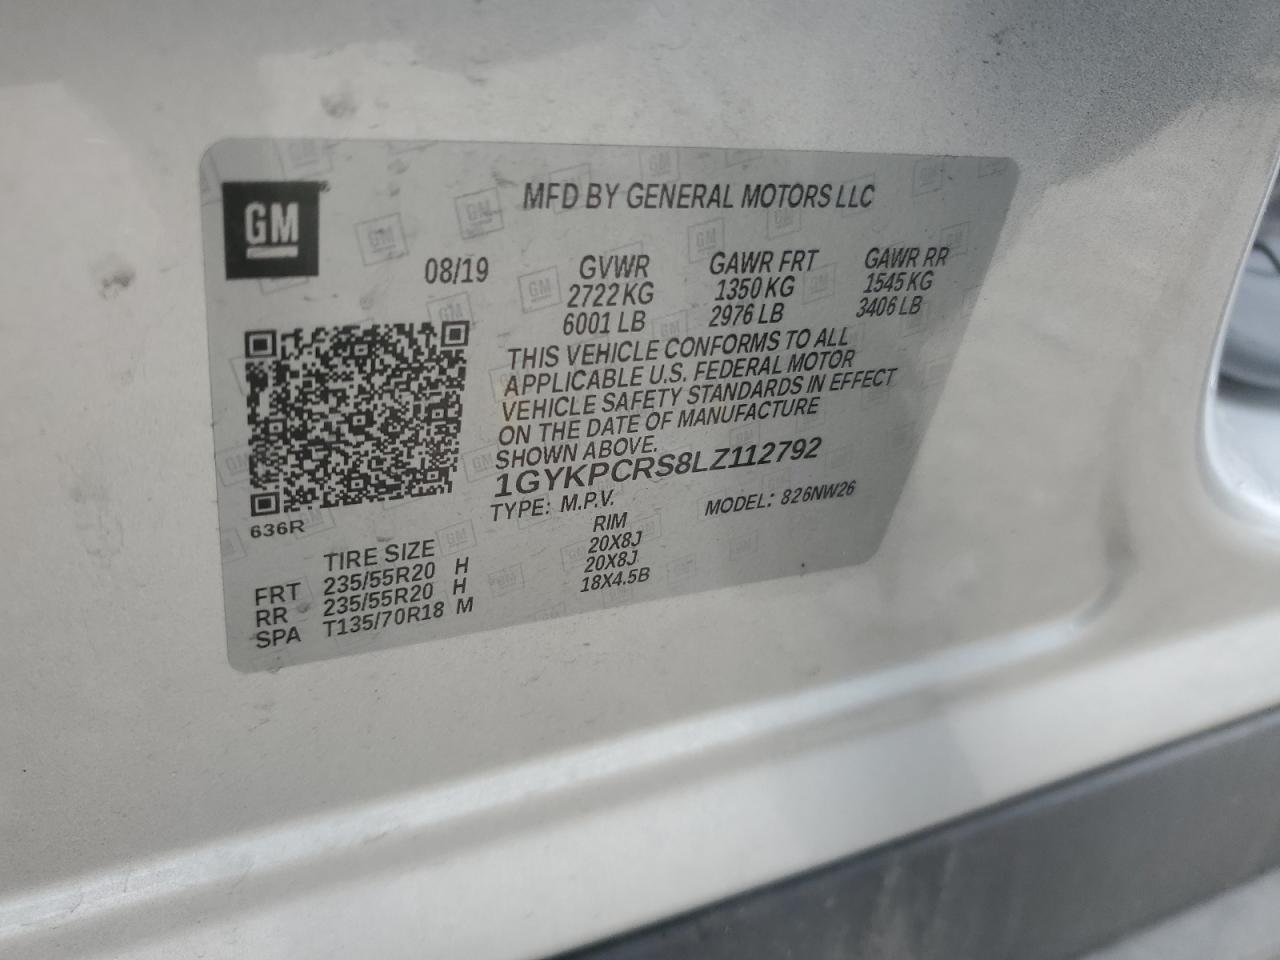 GM
MFD BY GENERAL MOTORS LLC
08/19
GVWR GAWR FRT GAWR RR
2722 KG 1350 KG 1545 KG
6001 LB 2976 LB 3406 LB
THIS VEHICLE CONFORMS TO ALL
APPLICABLE U.S. FEDERAL MOTOR
VEHICLE SAFETY STANDARDS IN EFFECT
ON THE DATE OF MANUFACTURE
SHOWN ABOVE.
1GYKPCRS8LZ112792
TYPE: M.P.V. MODEL: 826NW26
636R
TIRE SIZE RIM
FRT 235/55R20 H 20X8J
RR 235/55R20 H 20X8J
SPA T135/70R18 M 18X4.5B